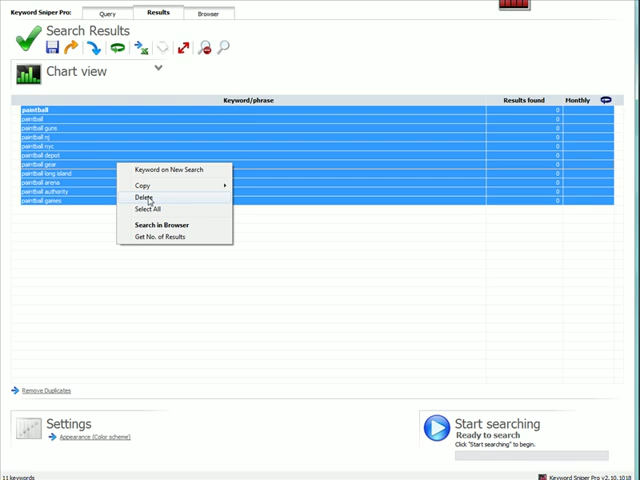 Keyword Sniper Pro: Query Results Browser
Search Results
Chart view
Keyword/phrase Results found Monthly
paintball 0
paintball 0
paintball guns 0
paintball nj 0
paintball nyc 0
paintball depot 0
paintball gear 0
paintball long island 0
paintball arena 0
paintball authority 0
paintball games 0
Keyword on New Search
Copy
Delete
Select All
Search in Browser
Get No. of Results
Remove Duplicates
Settings
Appearance (Color scheme)
Start searching
Ready to search
Click "Start searching" to begin.
11 keywords
Keyword Sniper Pro v2.10.1018